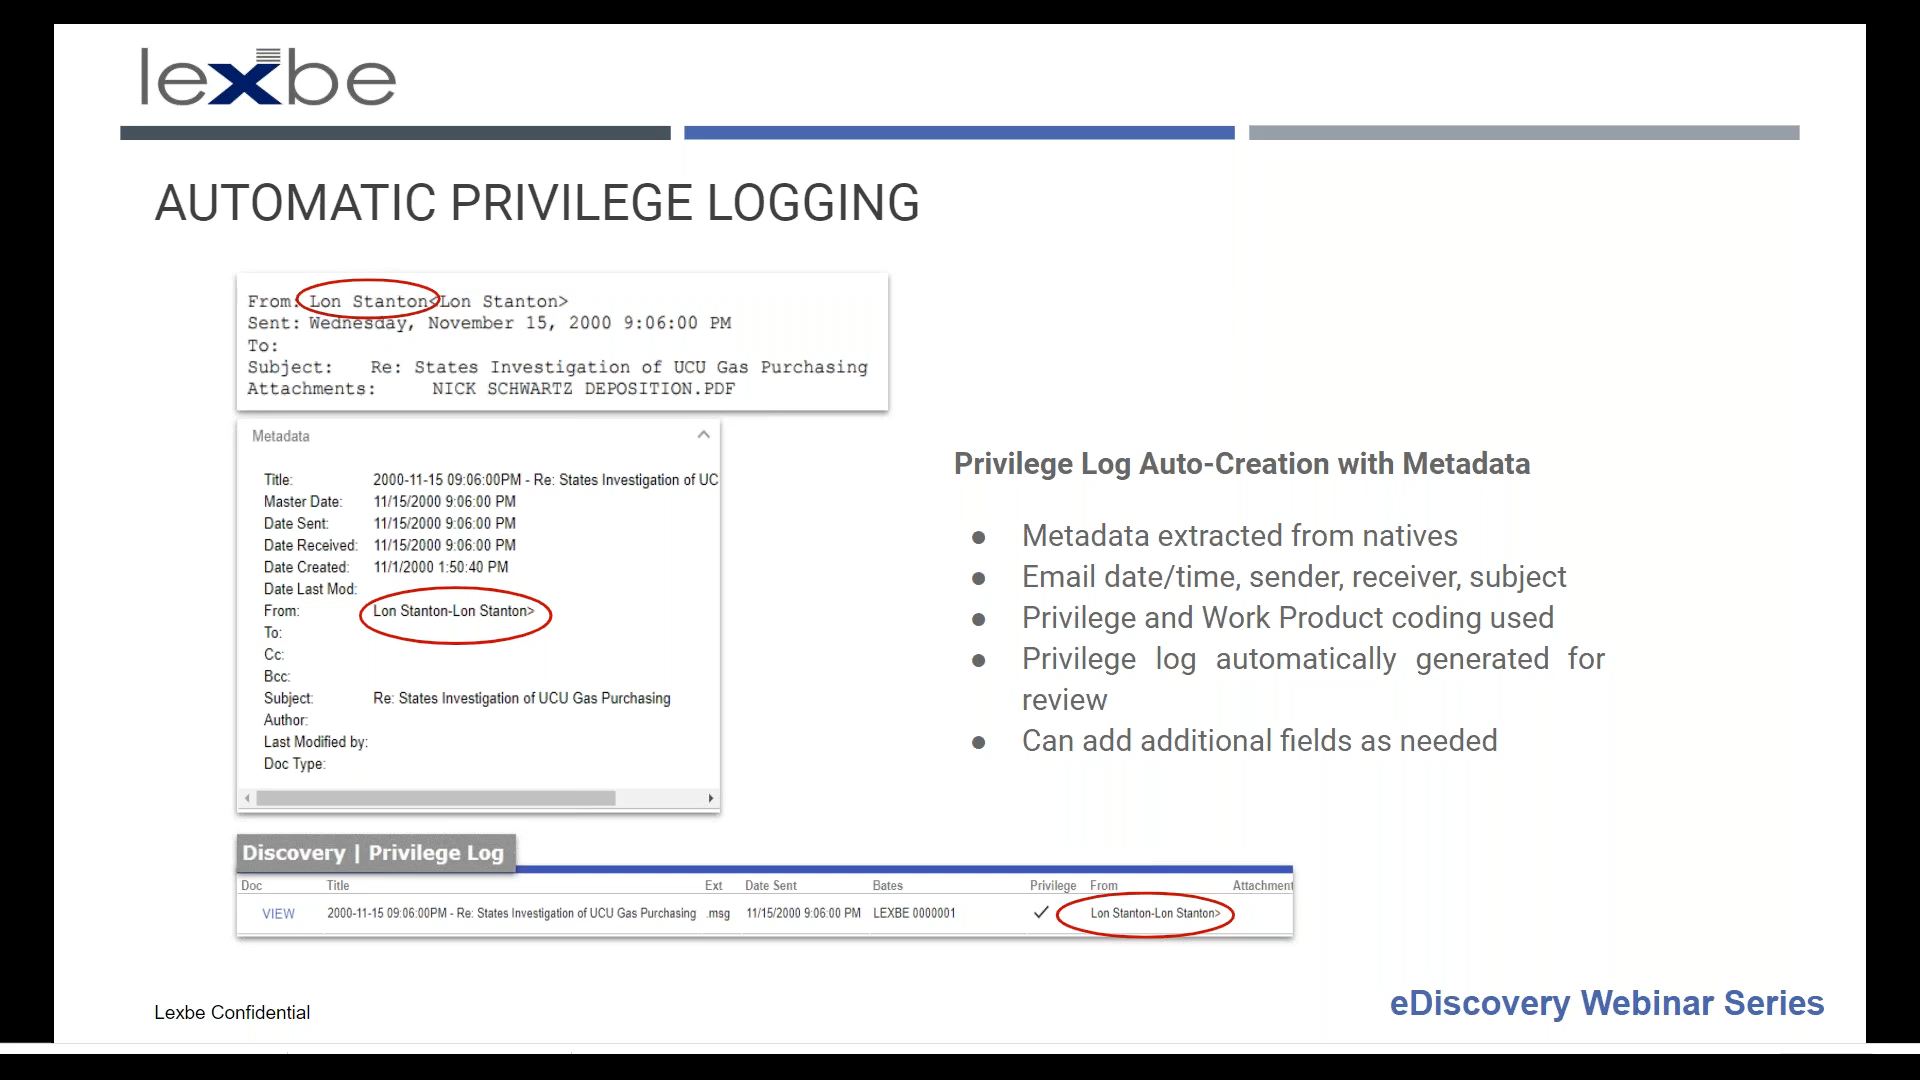 lexbe
AUTOMATIC PRIVILEGE LOGGING
From: Lon Stanton<Lon Stanton>
Sent: Wednesday, November 15, 2000 9:06:00 PM
To:
Subject: Re: States Investigation of UCU Gas Purchasing
Attachments: NICK SCHWARTZ DEPOSITION.PDF
Metadata
Title: 2000-11-15 09:06:00PM - Re: States Investigation of UC
Master Date: 11/15/2000 9:06:00 PM
Date Sent: 11/15/2000 9:06:00 PM
Date Received: 11/15/2000 9:06:00 PM
Date Created: 11/1/2000 1:50:40 PM
Date Last Mod:
From: Lon Stanton-Lon Stanton>
To:
Cc:
Bcc:
Subject: Re: States Investigation of UCU Gas Purchasing
Author:
Last Modified by:
Doc Type:
Privilege Log Auto-Creation with Metadata
● Metadata extracted from natives
● Email date/time, sender, receiver, subject
● Privilege and Work Product coding used
● Privilege log automatically generated for
review
● Can add additional fields as needed
Discovery | Privilege Log
Doc Title Ext Date Sent Bates Privilege From Attachment
VIEW 2000-11-15 09:06:00PM - Re: States Investigation of UCU Gas Purchasing .msg 11/15/2000 9:06:00 PM LEXBE 0000001 ✓ Lon Stanton-Lon Stanton>
Lexbe Confidential
eDiscovery Webinar Series